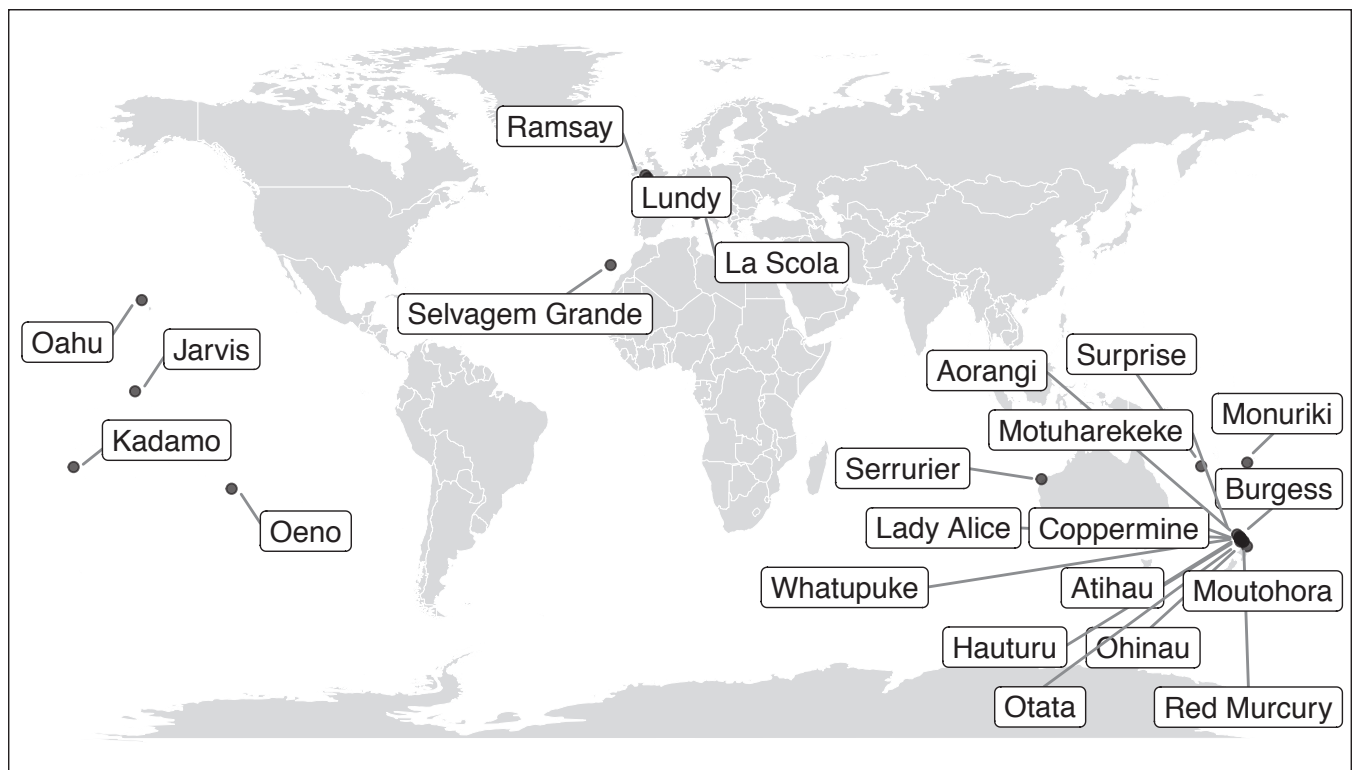 Ramsay
Lundy
La Scola
Selvagem Grande
Oahu
Jarvis
Surprise
Aorangi
Kadamo
Motuharekeke
Monuriki
Serrurier
Burgess
Oeno
Lady Alice
Coppermine
Whatupuke
Atihau
Moutohora
Hauturu
Ohinau
Otata
Red Murcury